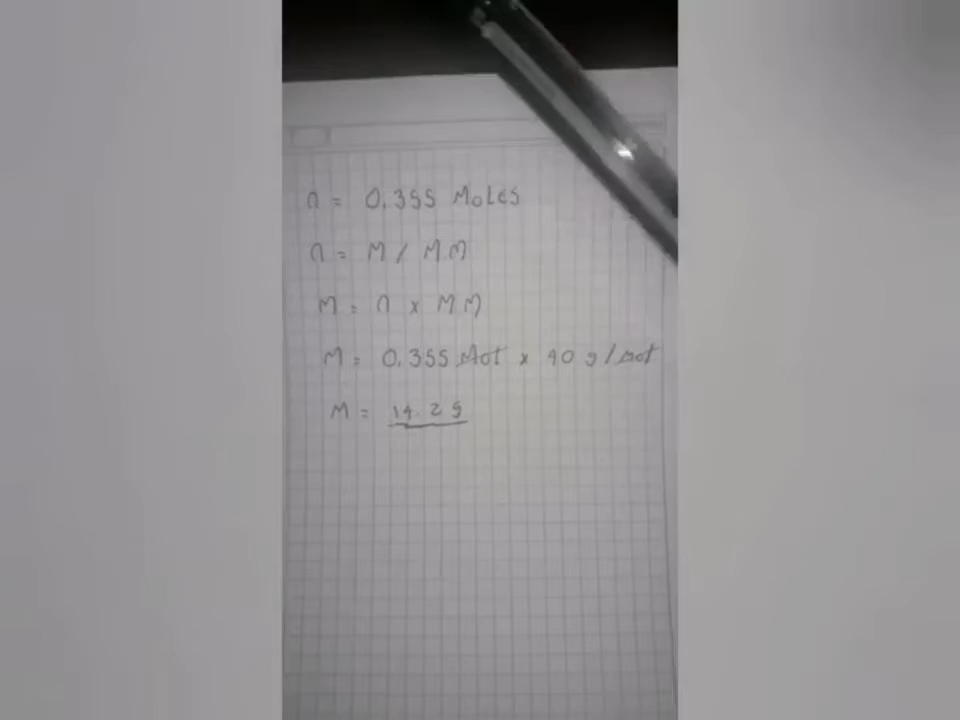 n = 0.355 Moles
n = M / MM
M = n x MM
M = 0.355 Mol x 40 g/mol
M = 14.2 g